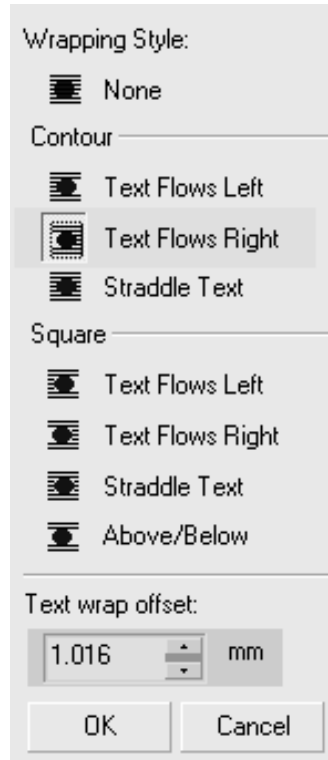 Wrapping Style:
None
Contour
Text Flows Left
Text Flows Right
Straddle Text
Square
Text Flows Left
Text Flows Right
Straddle Text
Above/Below
Text wrap offset:
1.016 mm
OK Cancel